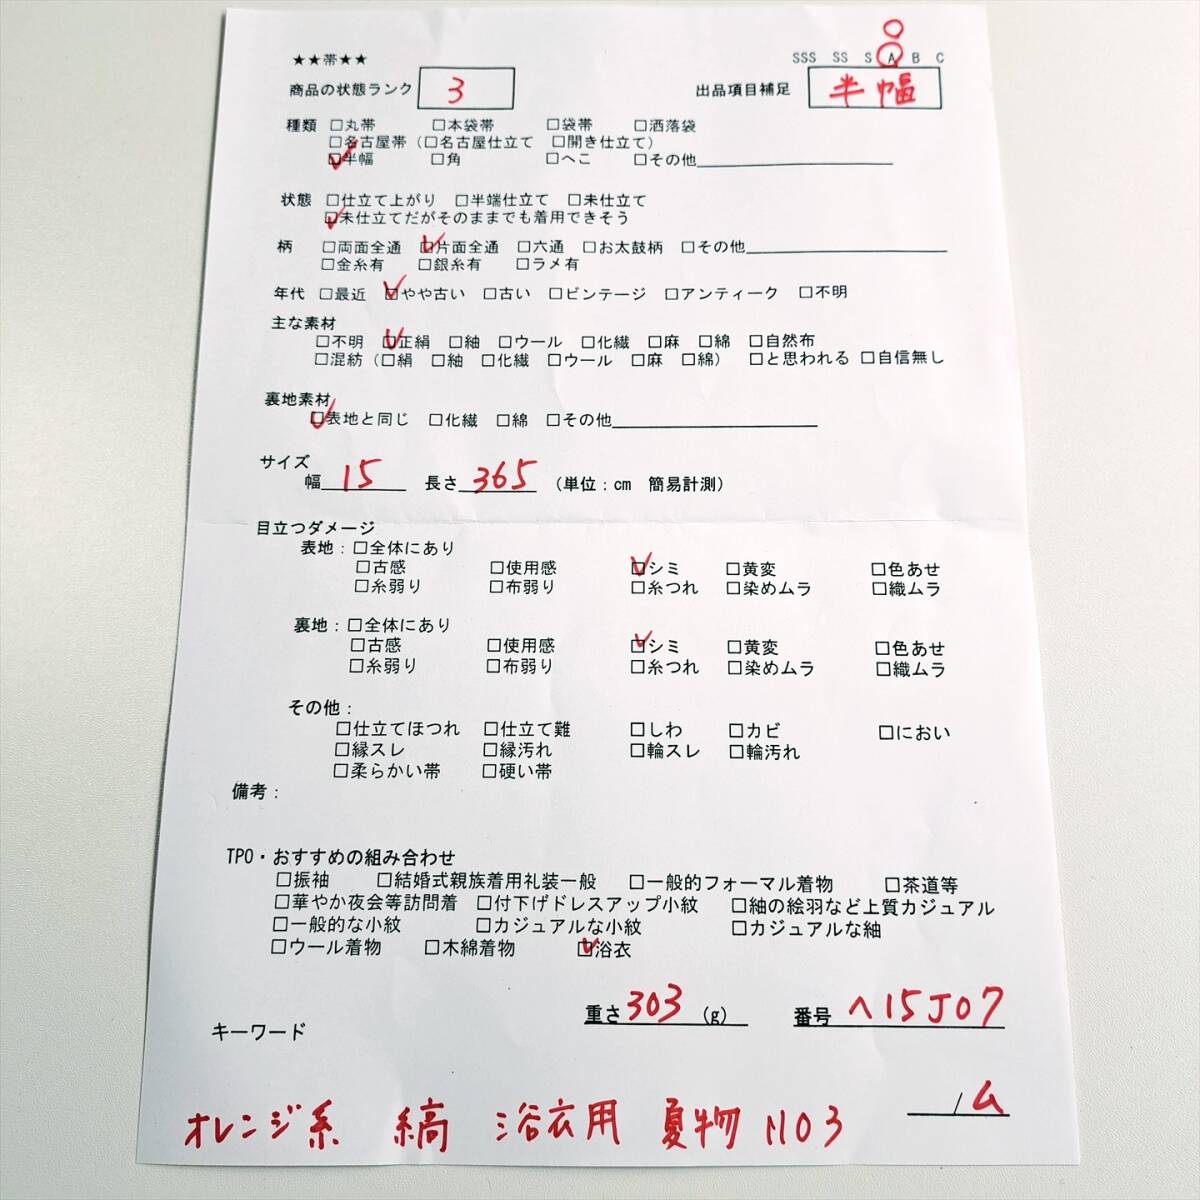 ★★帯★★ SSS SS S A B C
商品の状態ランク 3 出品項目補足 半幅
種類 □丸帯 □本袋帯 □袋帯 □洒落袋
□名古屋帯（□名古屋仕立て □開き仕立て）
☑半幅 □角 □へこ □その他
状態 □仕立て上がり □半端仕立て □未仕立て
☑未仕立てだがそのままでも着用できそう
柄 □両面全通 ☑片面全通 □六通 □お太鼓柄 □その他
□金糸有 □銀糸有 □ラメ有
年代 □最近 ☑やや古い □古い □ビンテージ □アンティーク □不明
主な素材
□不明 ☑正絹 □紬 □ウール □化繊 □麻 □綿 □自然布
□混紡（□絹 □紬 □化繊 □ウール □麻 □綿） □と思われる □自信無し
裏地素材
☑表地と同じ □化繊 □綿 □その他
サイズ
幅 15 長さ 365 （単位：cm 簡易計測）
目立つダメージ
表地：□全体にあり
□古感 □使用感 ☑シミ □黄変 □色あせ
□糸弱り □布弱り □糸つれ □染めムラ □織ムラ
裏地：□全体にあり
□古感 □使用感 ☑シミ □黄変 □色あせ
□糸弱り □布弱り □糸つれ □染めムラ □織ムラ
その他：
□仕立てほつれ □仕立て難 □しわ □カビ □におい
□縁スレ □縁汚れ □輪スレ □輪汚れ
□柔らかい帯 □硬い帯
備考：
TPO・おすすめの組み合わせ
□振袖 □結婚式親族着用礼装一般 □一般的フォーマル着物 □茶道等
□華やか夜会等訪問着 □付下げドレスアップ小紋 □紬の絵羽など上質カジュアル
□一般的な小紋 □カジュアルな小紋 □カジュアルな紬
□ウール着物 □木綿着物 ☑浴衣
重さ 303 (g) 番号 へ15J07
キーワード
/ム
オレンジ系 縞 浴衣用 夏物 1103